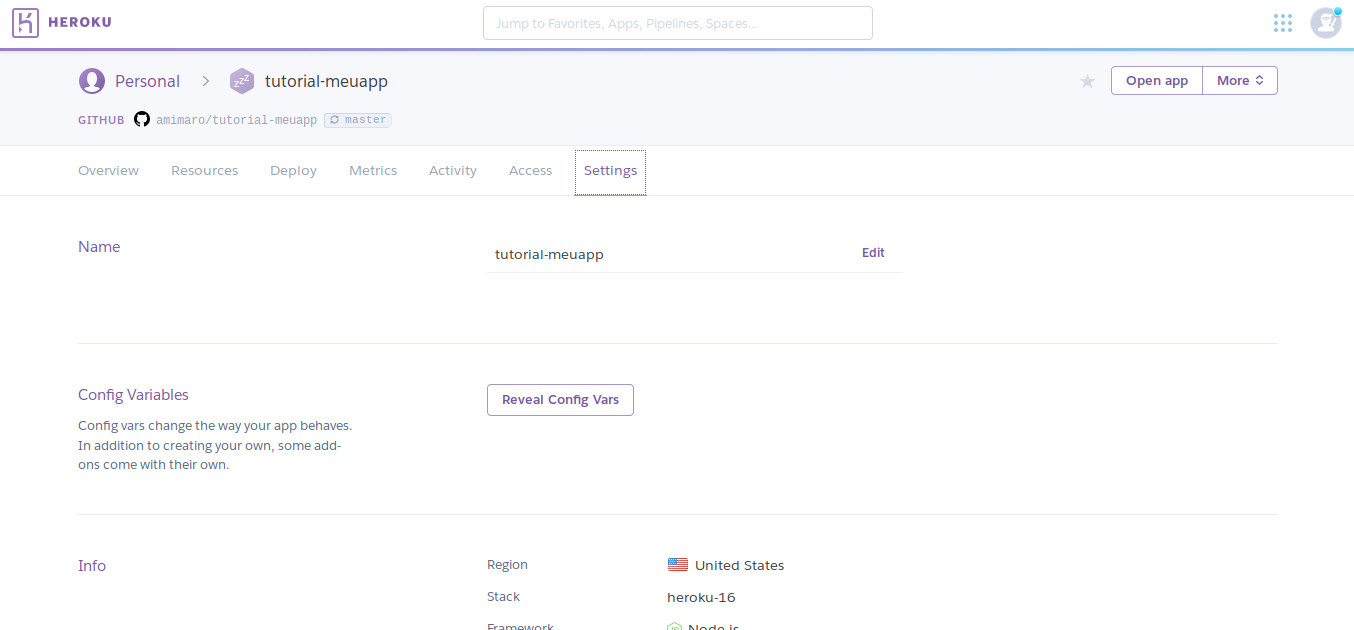 HEROKU
Jump to Favorites, Apps, Pipelines, Spaces...
Personal > tutorial-meuapp
Open app
More
GITHUB amimaro/tutorial-meuapp master
Overview Resources Deploy Metrics Activity Access Settings
Name
tutorial-meuapp
Edit
Config Variables
Reveal Config Vars
Config vars change the way your app behaves.
In addition to creating your own, some add-
ons come with their own.
Info
Region United States
Stack heroku-16
Framework Node.js